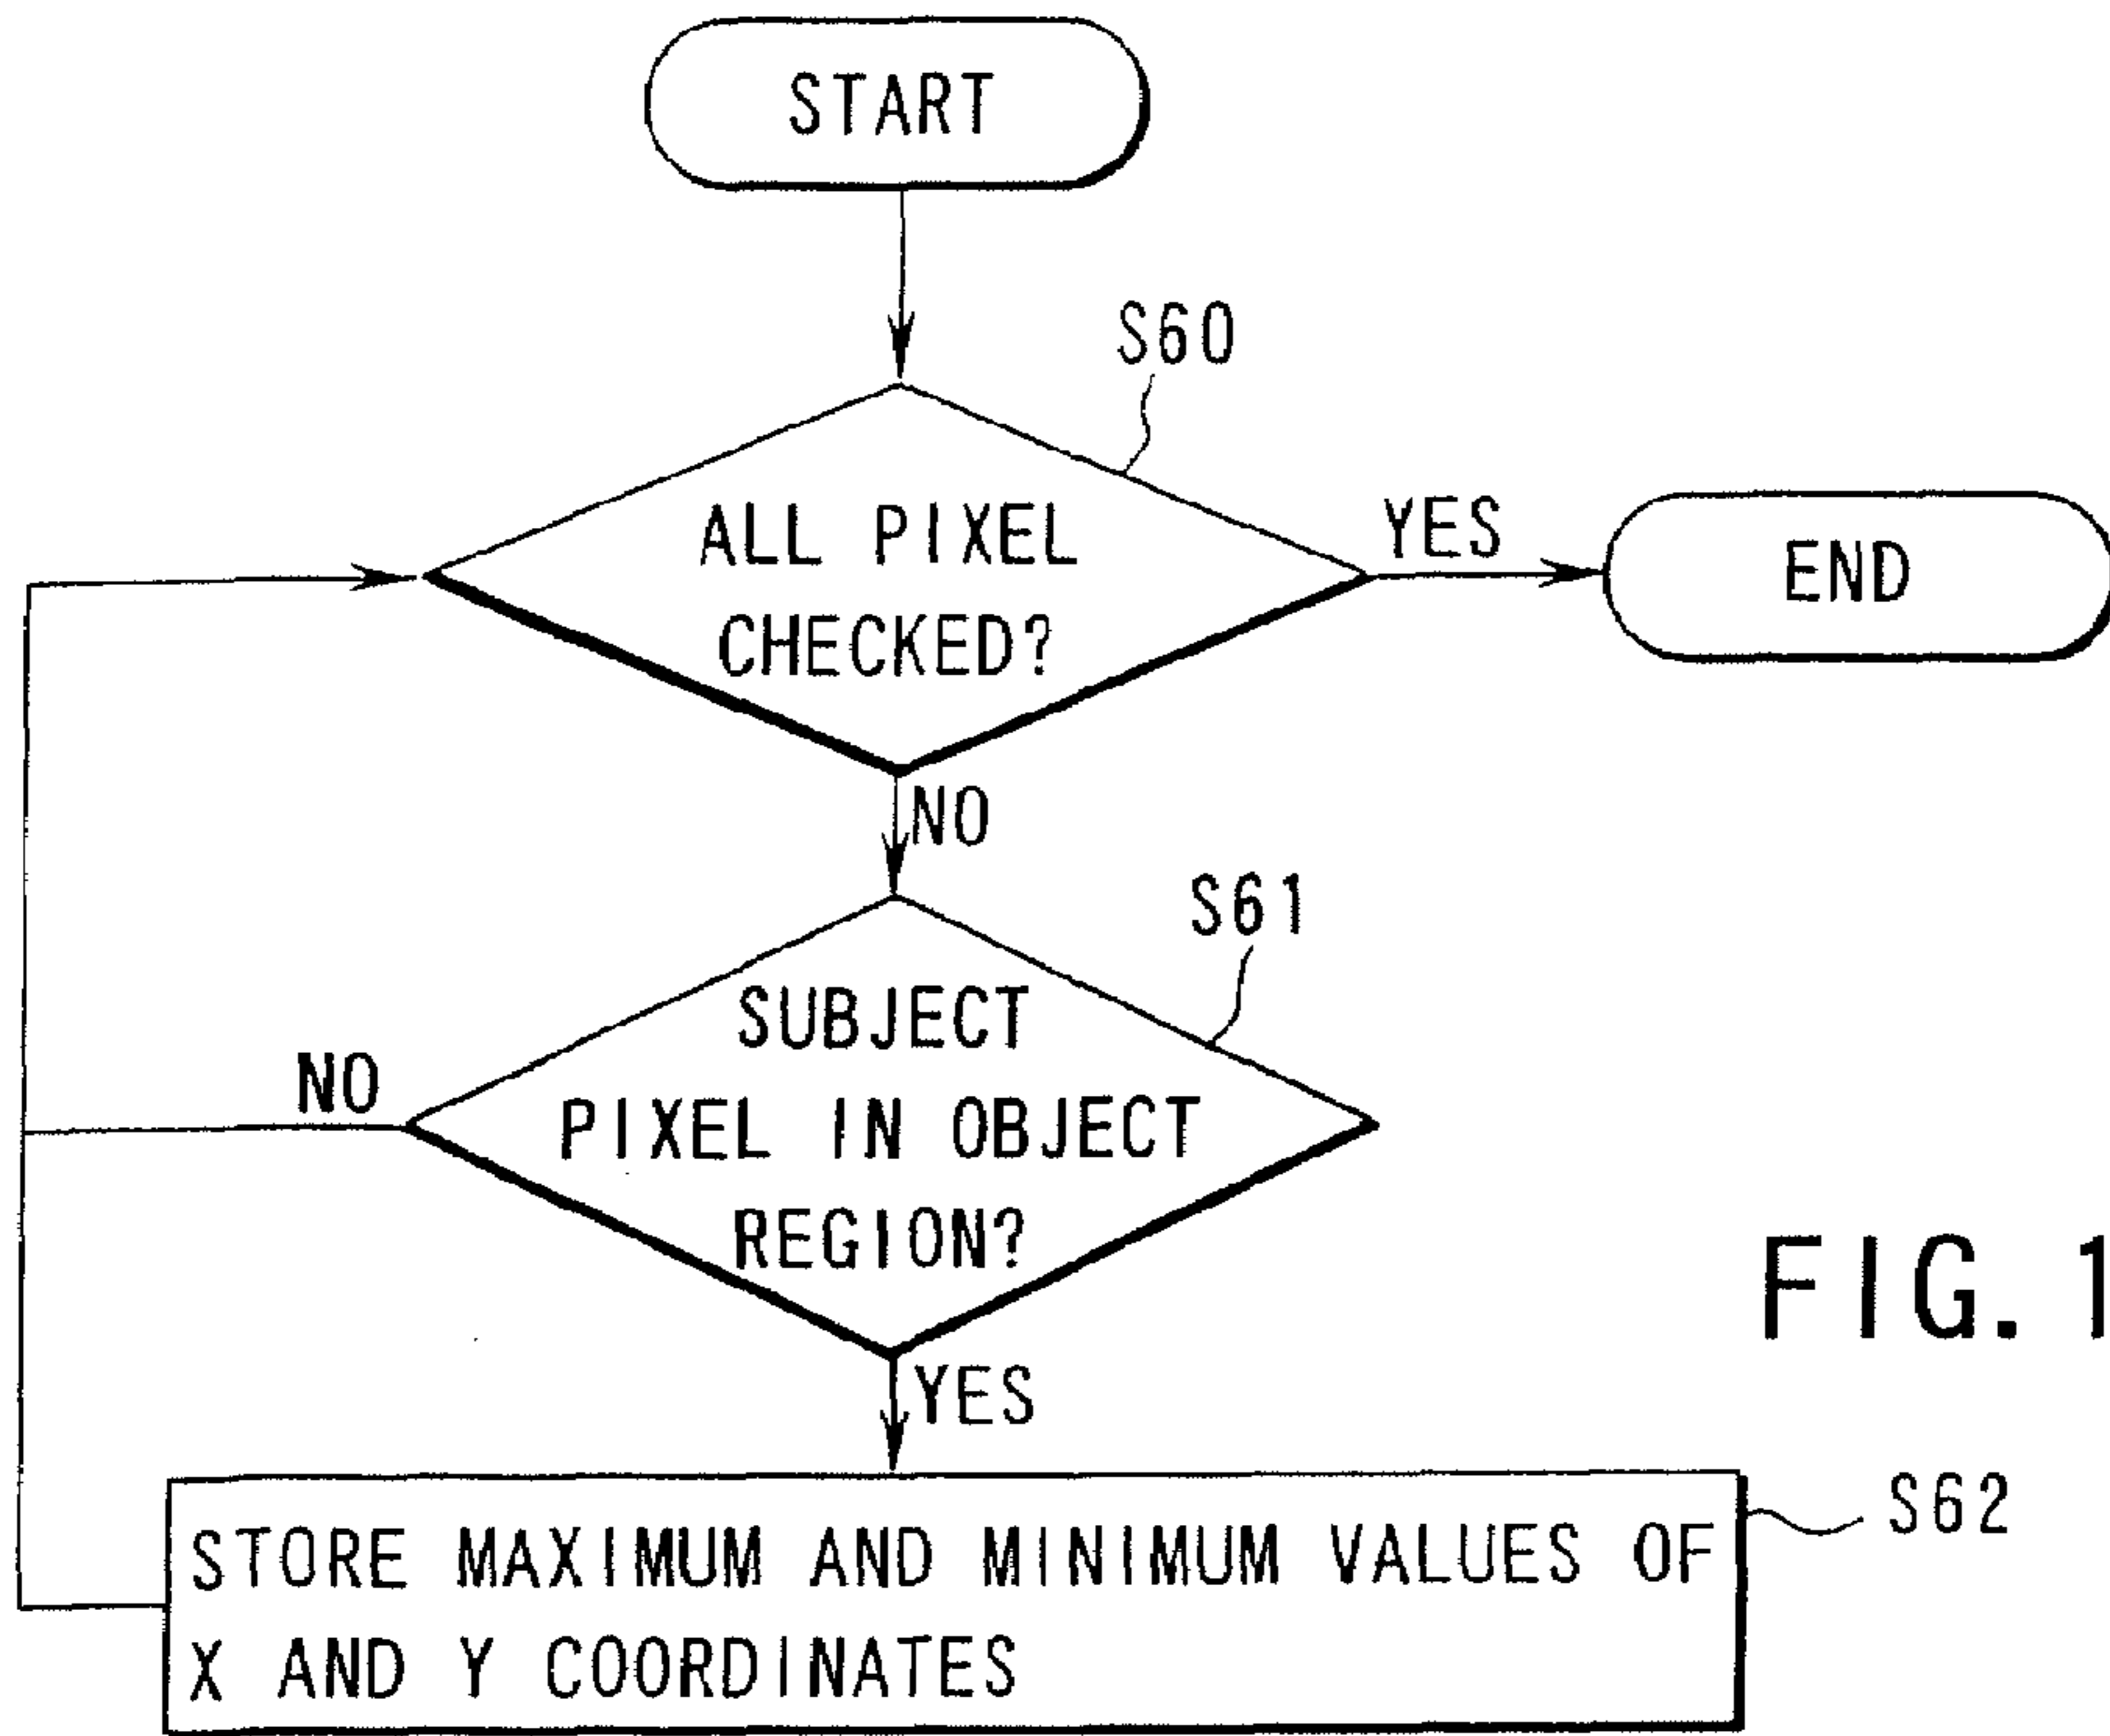 START
S60
ALL PIXEL
CHECKED?
YES
END
NO
S61
SUBJECT
PIXEL IN OBJECT
REGION?
NO
FIG. 1
YES
S62
STORE MAXIMUM AND MINIMUM VALUES OF
X AND Y COORDINATES